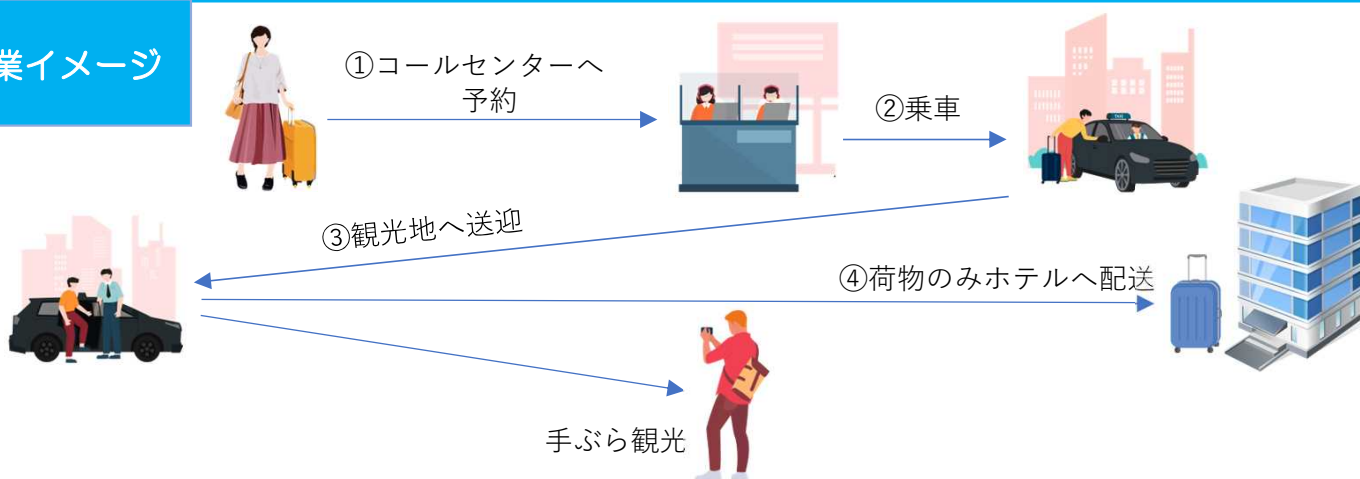 業イメージ
①コールセンターへ
予約
②乗車
TAXI
③観光地へ送迎
④荷物のみホテルへ配送
手ぶら観光